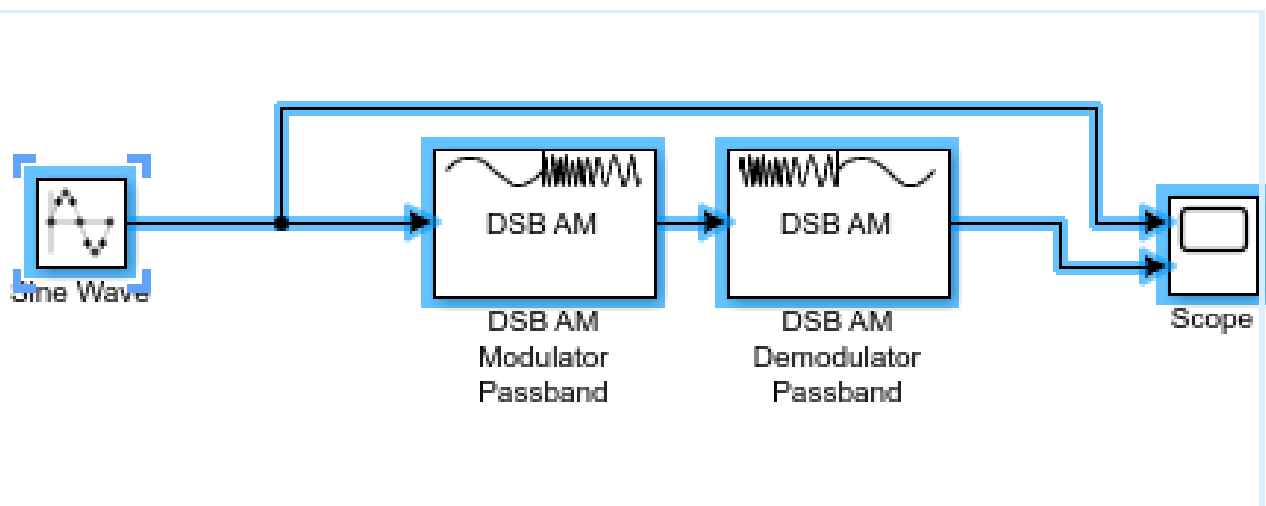 DSB AM
DSB AM
Sine Wave
DSB AM
Modulator
Passband
DSB AM
Demodulator
Passband
Scope